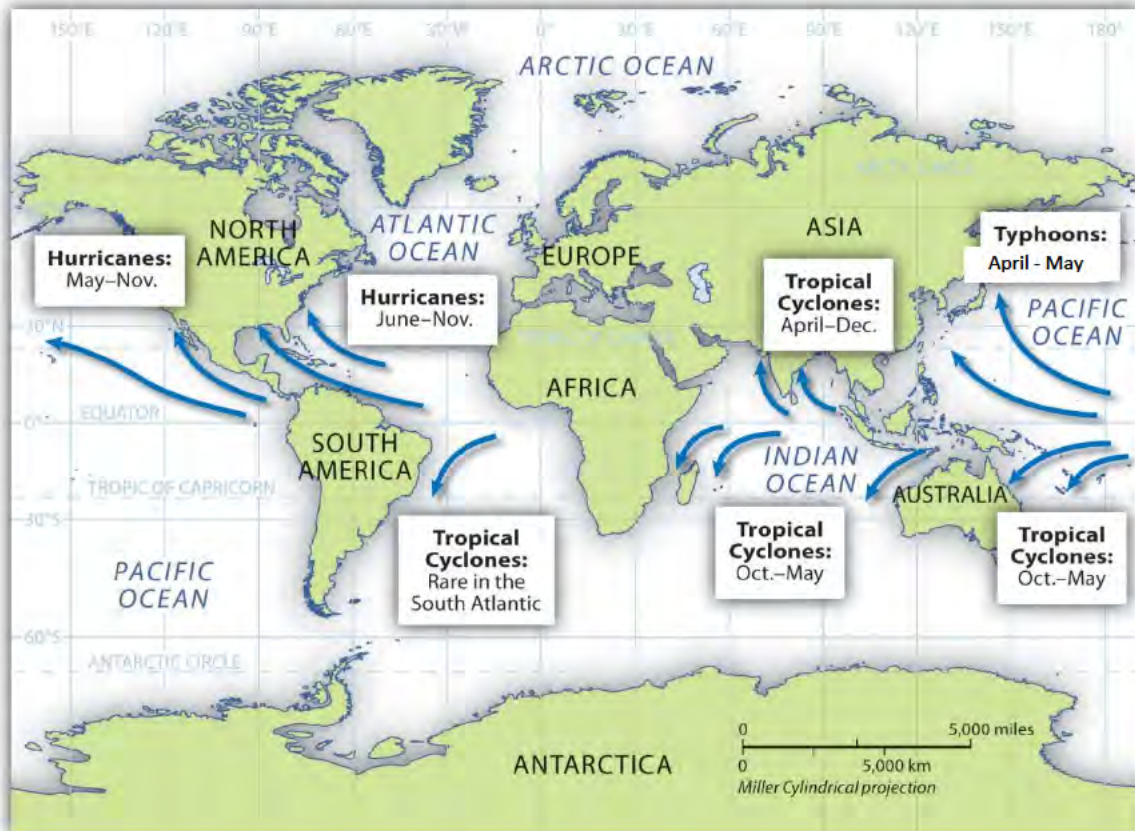 150°E
120°E
90°E
60°E
30°E
0°
30°E
60°E
90°E
120°E
150°E
180°
ARCTIC OCEAN
ARCTIC CIRCLE
NORTH
AMERICA
ATLANTIC
OCEAN
EUROPE
ASIA
Hurricanes:
May–Nov.
Hurricanes:
June–Nov.
Tropical
Cyclones:
April–Dec.
Typhoons:
April - May
PACIFIC
OCEAN
30°N
AFRICA
EQUATOR
0°
SOUTH
AMERICA
INDIAN
OCEAN
AUSTRALIA
TROPIC OF CAPRICORN
30°S
Tropical
Cyclones:
Rare in the
South Atlantic
Tropical
Cyclones:
Oct.–May
Tropical
Cyclones:
Oct.–May
PACIFIC
OCEAN
60°S
ANTARCTIC CIRCLE
ANTARCTICA
0 5,000 miles
0 5,000 km
Miller Cylindrical projection